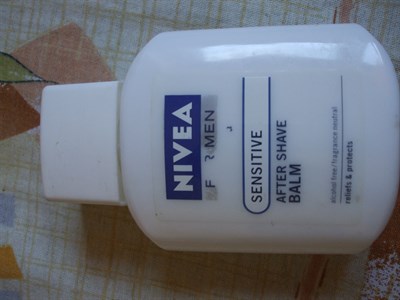 NIVEA
F R MEN
SENSITIVE
AFTER SHAVE
BALM
alcohol free/fragrance neutral
reliefs & protects